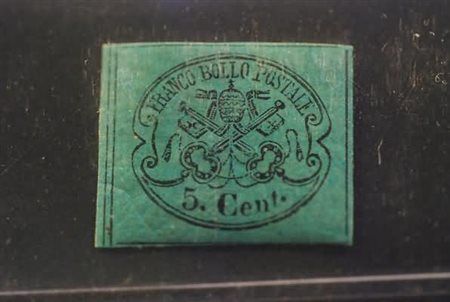 FRANCO BOLLO POSTALE
5. Cent.